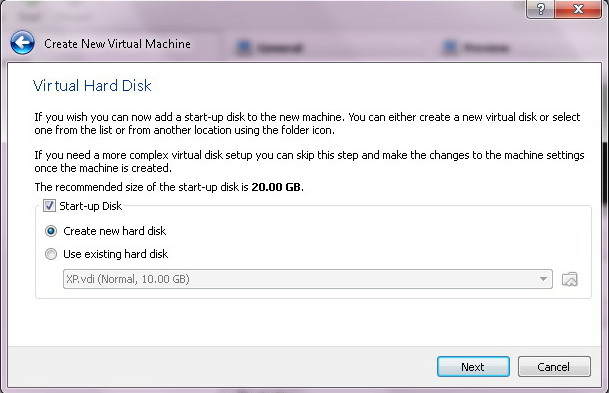 ?
Create New Virtual Machine
General
Preview
Virtual Hard Disk
If you wish you can now add a start-up disk to the new machine. You can either create a new virtual disk or select
one from the list or from another location using the folder icon.
If you need a more complex virtual disk setup you can skip this step and make the changes to the machine settings
once the machine is created.
The recommended size of the start-up disk is 20.00 GB.
Start-up Disk
Create new hard disk
Use existing hard disk
XP.vdi (Normal, 10.00 GB)
Next
Cancel